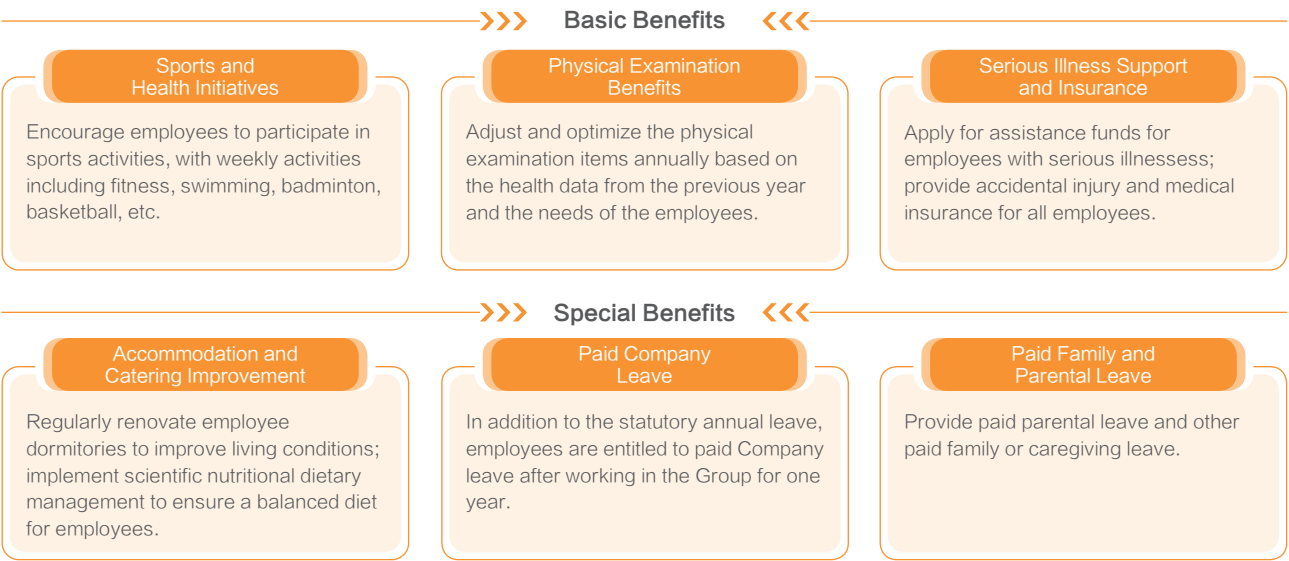 Basic Benefits
Sports and
Health Initiatives
Encourage employees to participate in
sports activities, with weekly activities
including fitness, swimming, badminton,
basketball, etc.
Physical Examination
Benefits
Adjust and optimize the physical
examination items annually based on
the health data from the previous year
and the needs of the employees.
Serious Illness Support
and Insurance
Apply for assistance funds for
employees with serious illnessess;
provide accidental injury and medical
insurance for all employees.
Special Benefits
Accommodation and
Catering Improvement
Regularly renovate employee
dormitories to improve living conditions;
implement scientific nutritional dietary
management to ensure a balanced diet
for employees.
Paid Company
Leave
In addition to the statutory annual leave,
employees are entitled to paid Company
leave after working in the Group for one
year.
Paid Family and
Parental Leave
Provide paid parental leave and other
paid family or caregiving leave.